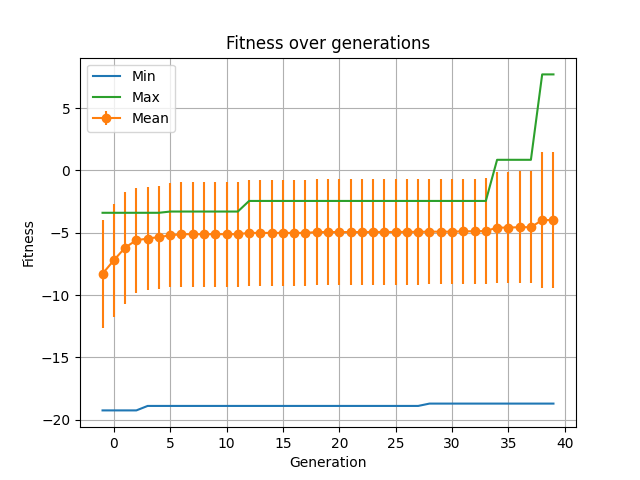 Fitness over generations
Min
Max
Mean
Fitness
5
0
−5
−10
−15
−20
0 5 10 15 20 25 30 35 40
Generation